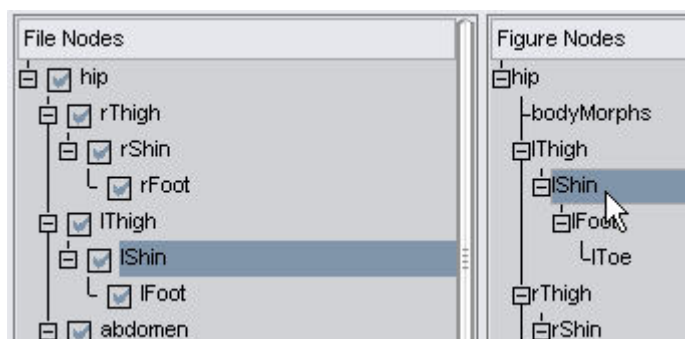 File Nodes
hip
rThigh
rShin
rFoot
lThigh
lShin
lFoot
abdomen
Figure Nodes
hip
bodyMorphs
lThigh
lShin
lFoot
lToe
rThigh
rShin